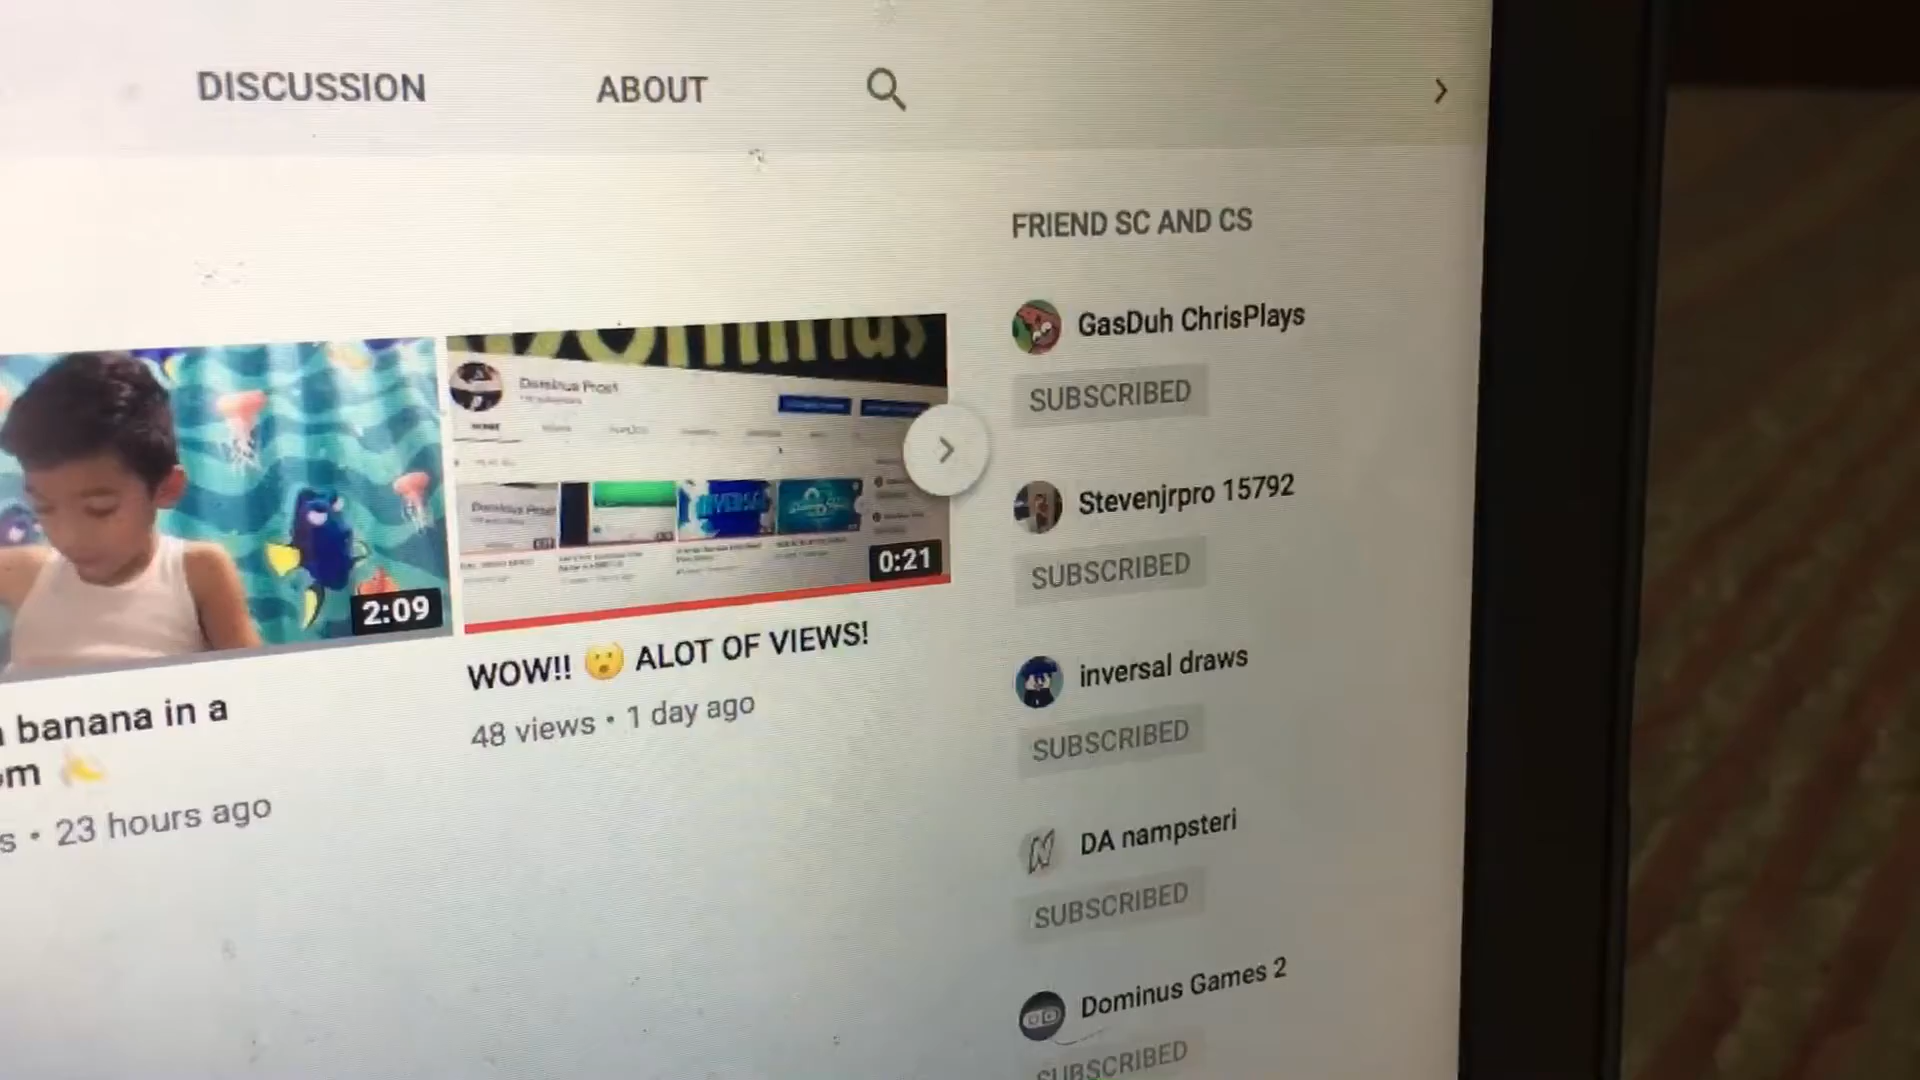 DISCUSSION
ABOUT
FRIEND SC AND CS
GasDuh ChrisPlays
SUBSCRIBED
Stevenjrpro 15792
SUBSCRIBED
inversal draws
SUBSCRIBED
DA nampsteri
SUBSCRIBED
Dominus Games 2
SUBSCRIBED
2:09
banana in a
23 hours ago
Dominus
0:21
WOW!! 😮 ALOT OF VIEWS!
48 views • 1 day ago